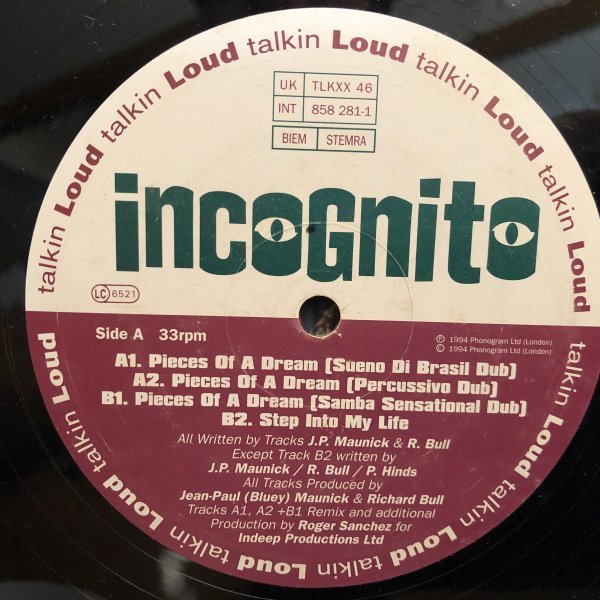 talkin Loud talkin Loud talkin Loud talkin Loud talkin Loud talkin Loud talkin Loud talkin Loud
UK TLKXX 46
INT 858 281-1
BIEM STEMRA
incognito
LC 6521
Side A 33rpm
℗ 1994 Phonogram Ltd (London)
© 1994 Phonogram Ltd (London)
A1. Pieces Of A Dream (Sueno Di Brasil Dub)
A2. Pieces Of A Dream (Percussivo Dub)
B1. Pieces Of A Dream (Samba Sensational Dub)
B2. Step Into My Life
All Written by Tracks J.P. Maunick & R. Bull
Except Track B2 written by
J.P. Maunick / R. Bull / P. Hinds
All Tracks Produced by
Jean-Paul (Bluey) Maunick & Richard Bull
Tracks A1, A2 +B1 Remix and additional
Production by Roger Sanchez for
Indeep Productions Ltd